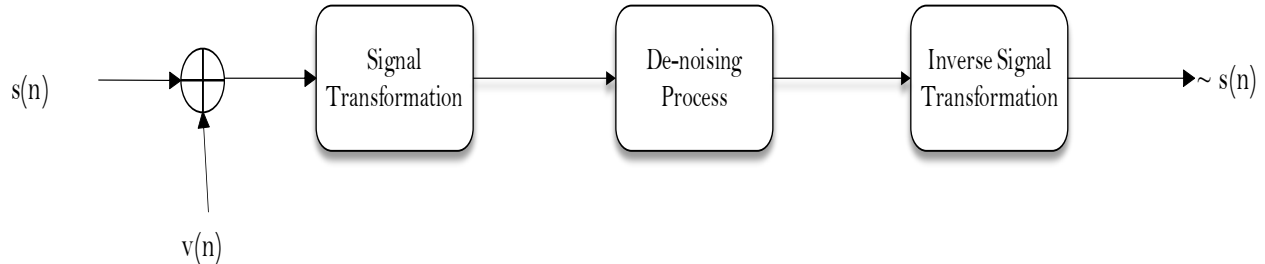 s(n)
Signal
Transformation
De-noising
Process
Inverse Signal
Transformation
~ s(n)
v(n)